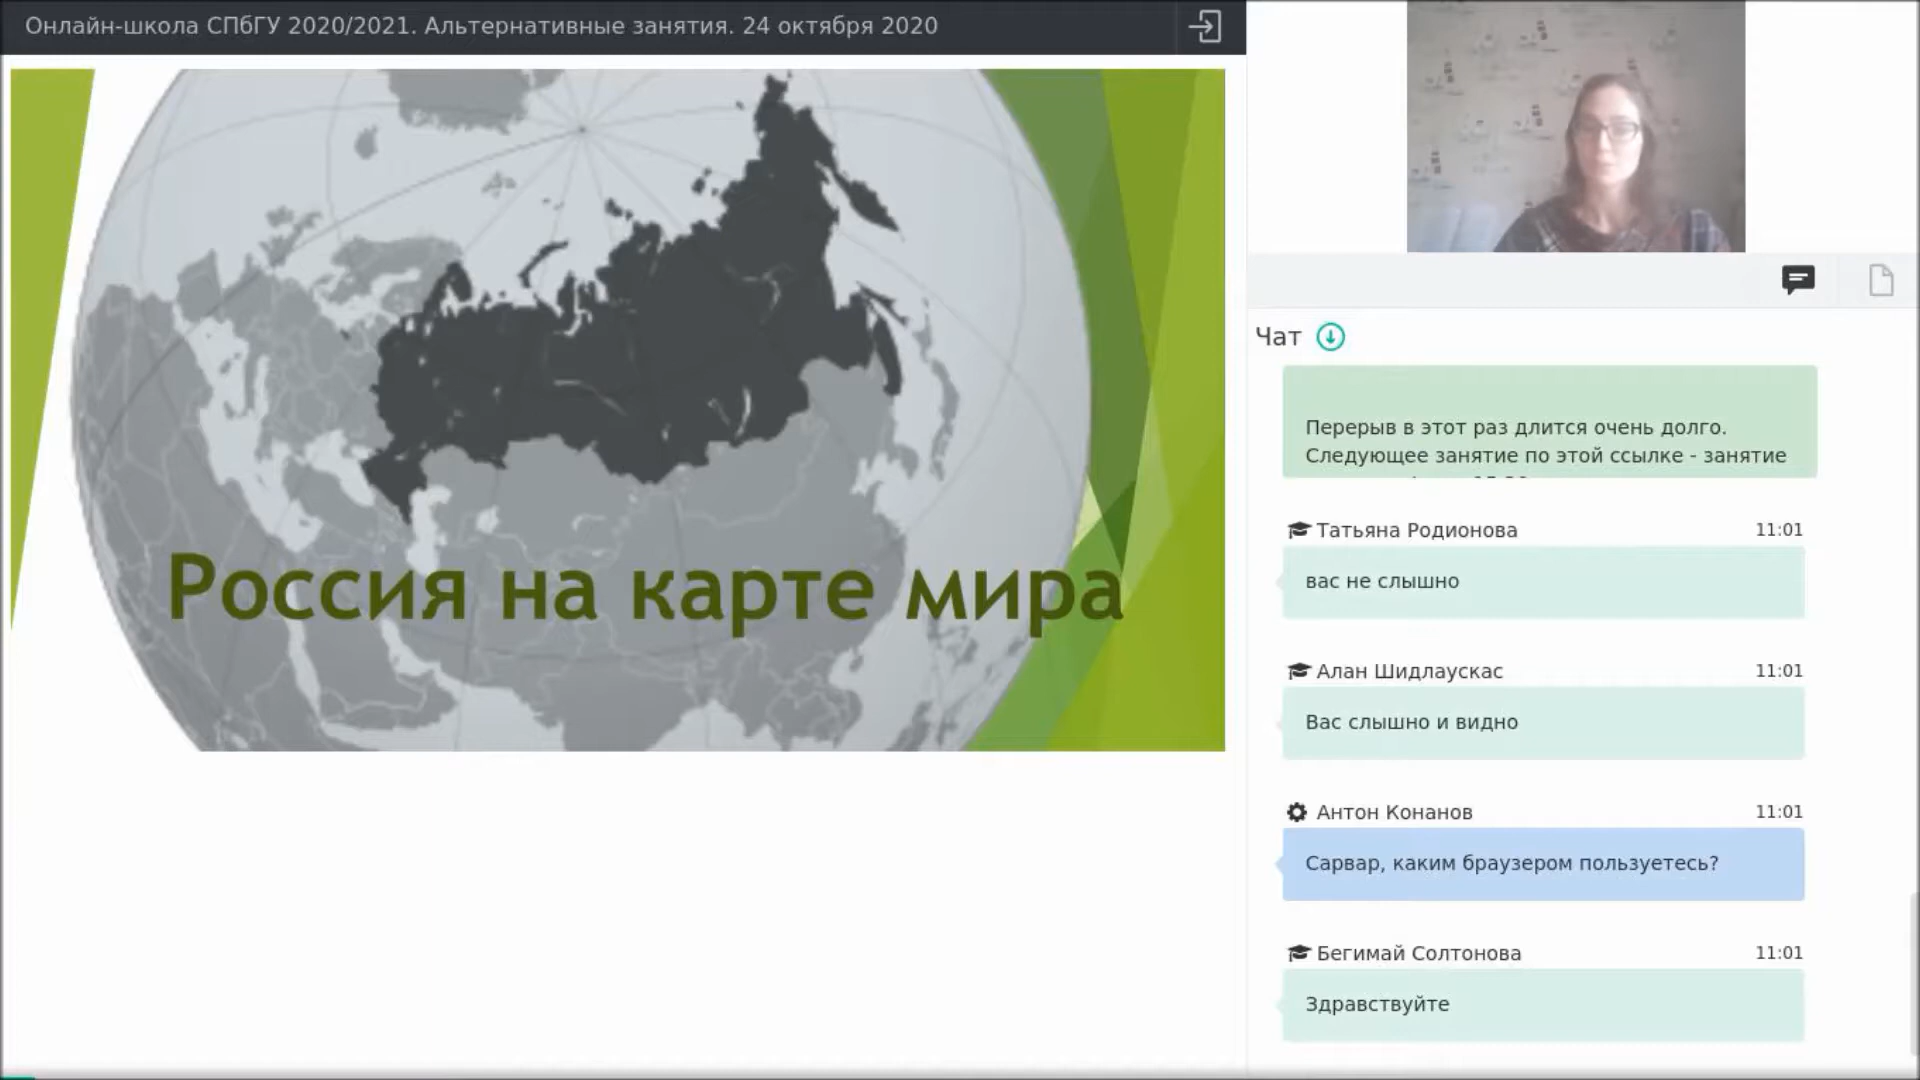 Онлайн-школа СПбГУ 2020/2021. Альтернативные занятия. 24 октября 2020
Россия на карте мира
Чат
Перерыв в этот раз длится очень долго.
Следующее занятие по этой ссылке - занятие
Татьяна Родионова 11:01
вас не слышно
Алан Шидлаускас 11:01
Вас слышно и видно
Антон Конанов 11:01
Сарвар, каким браузером пользуетесь?
Бегимай Солтонова 11:01
Здравствуйте